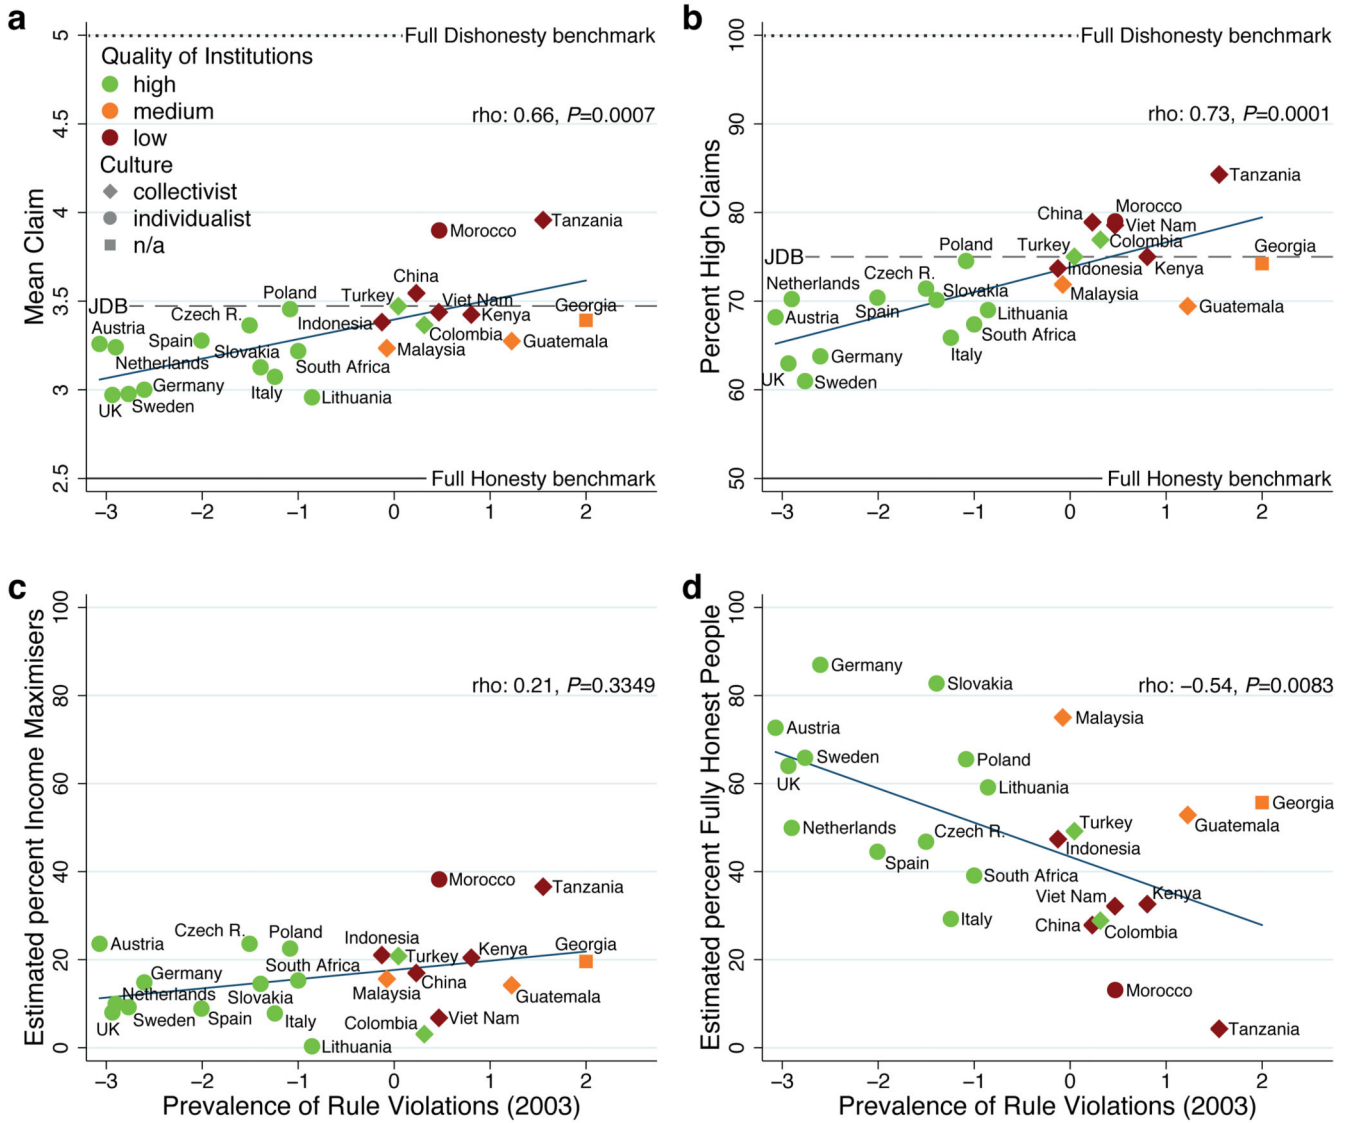 a
5
4.5
4
3.5
3
2.5
Mean Claim
Full Dishonesty benchmark
Quality of Institutions
high
medium
low
Culture
collectivist
individualist
n/a
rho: 0.66, P=0.0007
Tanzania
Morocco
China
Poland
Turkey
Viet Nam
JDB
Georgia
Czech R.
Kenya
Indonesia
Austria
Colombia
Spain
Guatemala
Malaysia
Slovakia
Netherlands
South Africa
Germany
Italy
Lithuania
Sweden
UK
Full Honesty benchmark
−3 −2 −1 0 1 2
b
100
90
80
70
60
50
Percent High Claims
Full Dishonesty benchmark
rho: 0.73, P=0.0001
Tanzania
Morocco
China
Viet Nam
Colombia
Turkey
Poland
Georgia
JDB
Kenya
Indonesia
Czech R.
Netherlands
Slovakia
Malaysia
Guatemala
Spain
Lithuania
Austria
South Africa
Italy
Germany
UK
Sweden
Full Honesty benchmark
−3 −2 −1 0 1 2
c
100
80
60
40
20
0
Estimated percent Income Maximisers
rho: 0.21, P=0.3349
Morocco
Tanzania
Austria
Czech R.
Poland
Indonesia
Georgia
Kenya
Turkey
South Africa
Germany
China
Netherlands
Slovakia
Malaysia
Guatemala
UK
Sweden
Spain
Italy
Colombia
Viet Nam
Lithuania
−3 −2 −1 0 1 2
Prevalence of Rule Violations (2003)
d
100
80
60
40
20
0
Estimated percent Fully Honest People
rho: −0.54, P=0.0083
Germany
Slovakia
Malaysia
Austria
Sweden
Poland
UK
Lithuania
Georgia
Netherlands
Czech R.
Turkey
Guatemala
Indonesia
Spain
South Africa
Viet Nam
Kenya
Italy
China
Colombia
Morocco
Tanzania
−3 −2 −1 0 1 2
Prevalence of Rule Violations (2003)